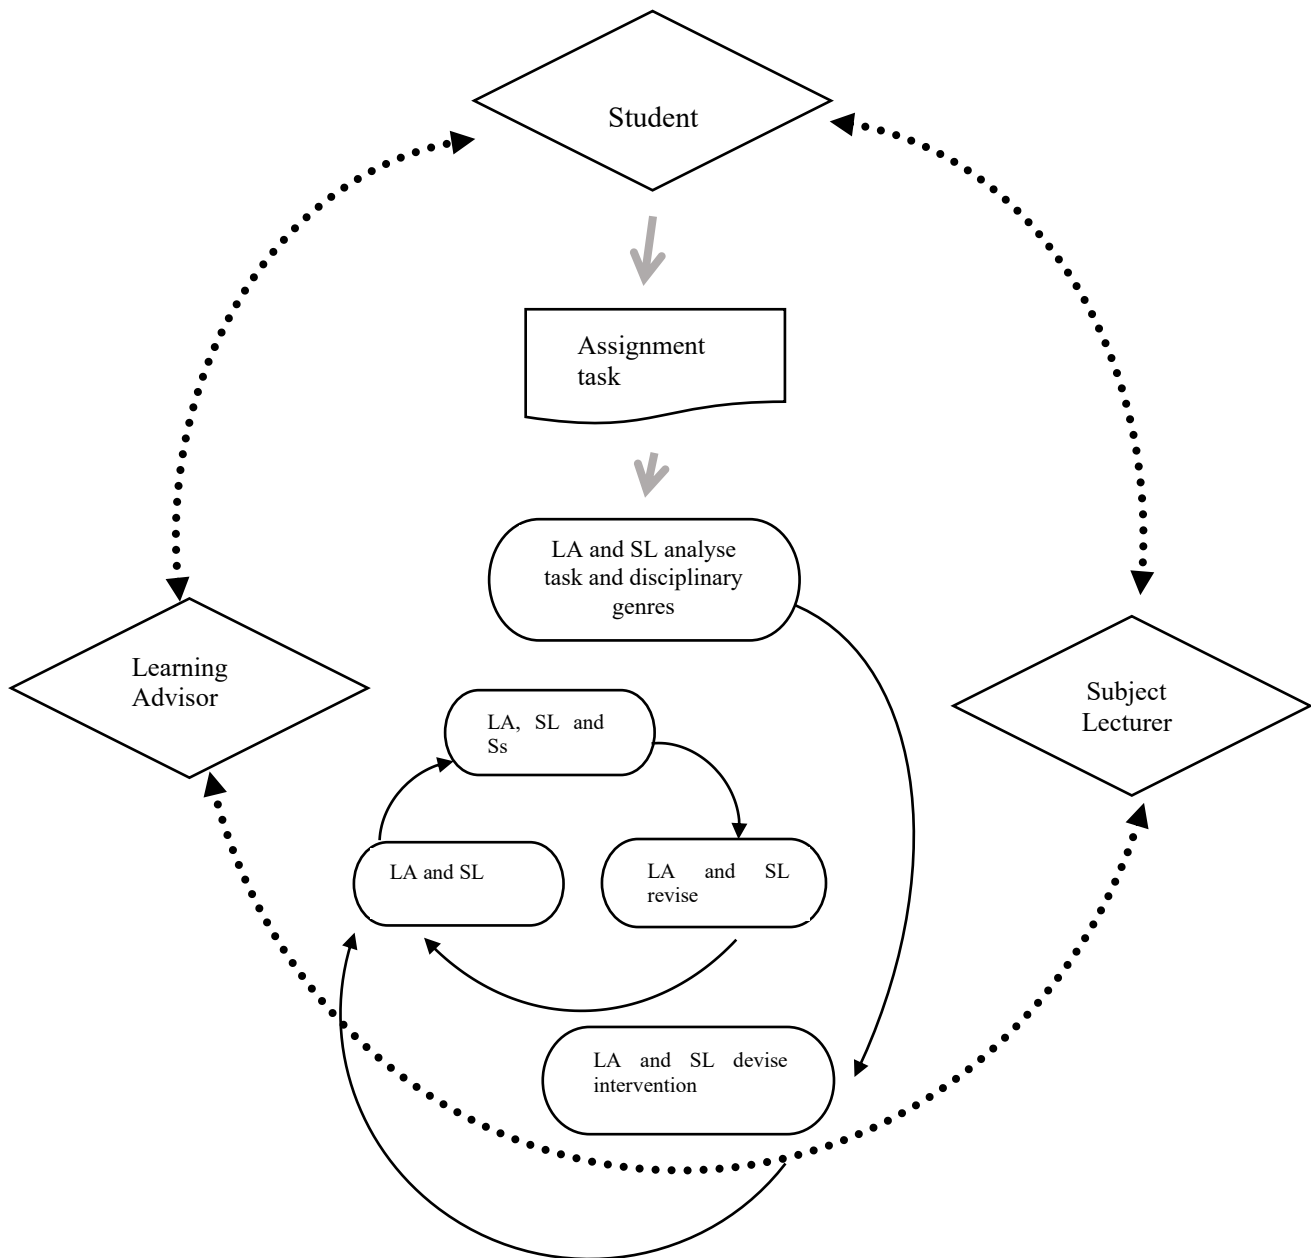 Student
Assignment
task
LA and SL analyse
task and disciplinary
genres
Learning
Advisor
Subject
Lecturer
LA, SL and
Ss
LA and SL
LA and SL
revise
LA and SL devise
intervention